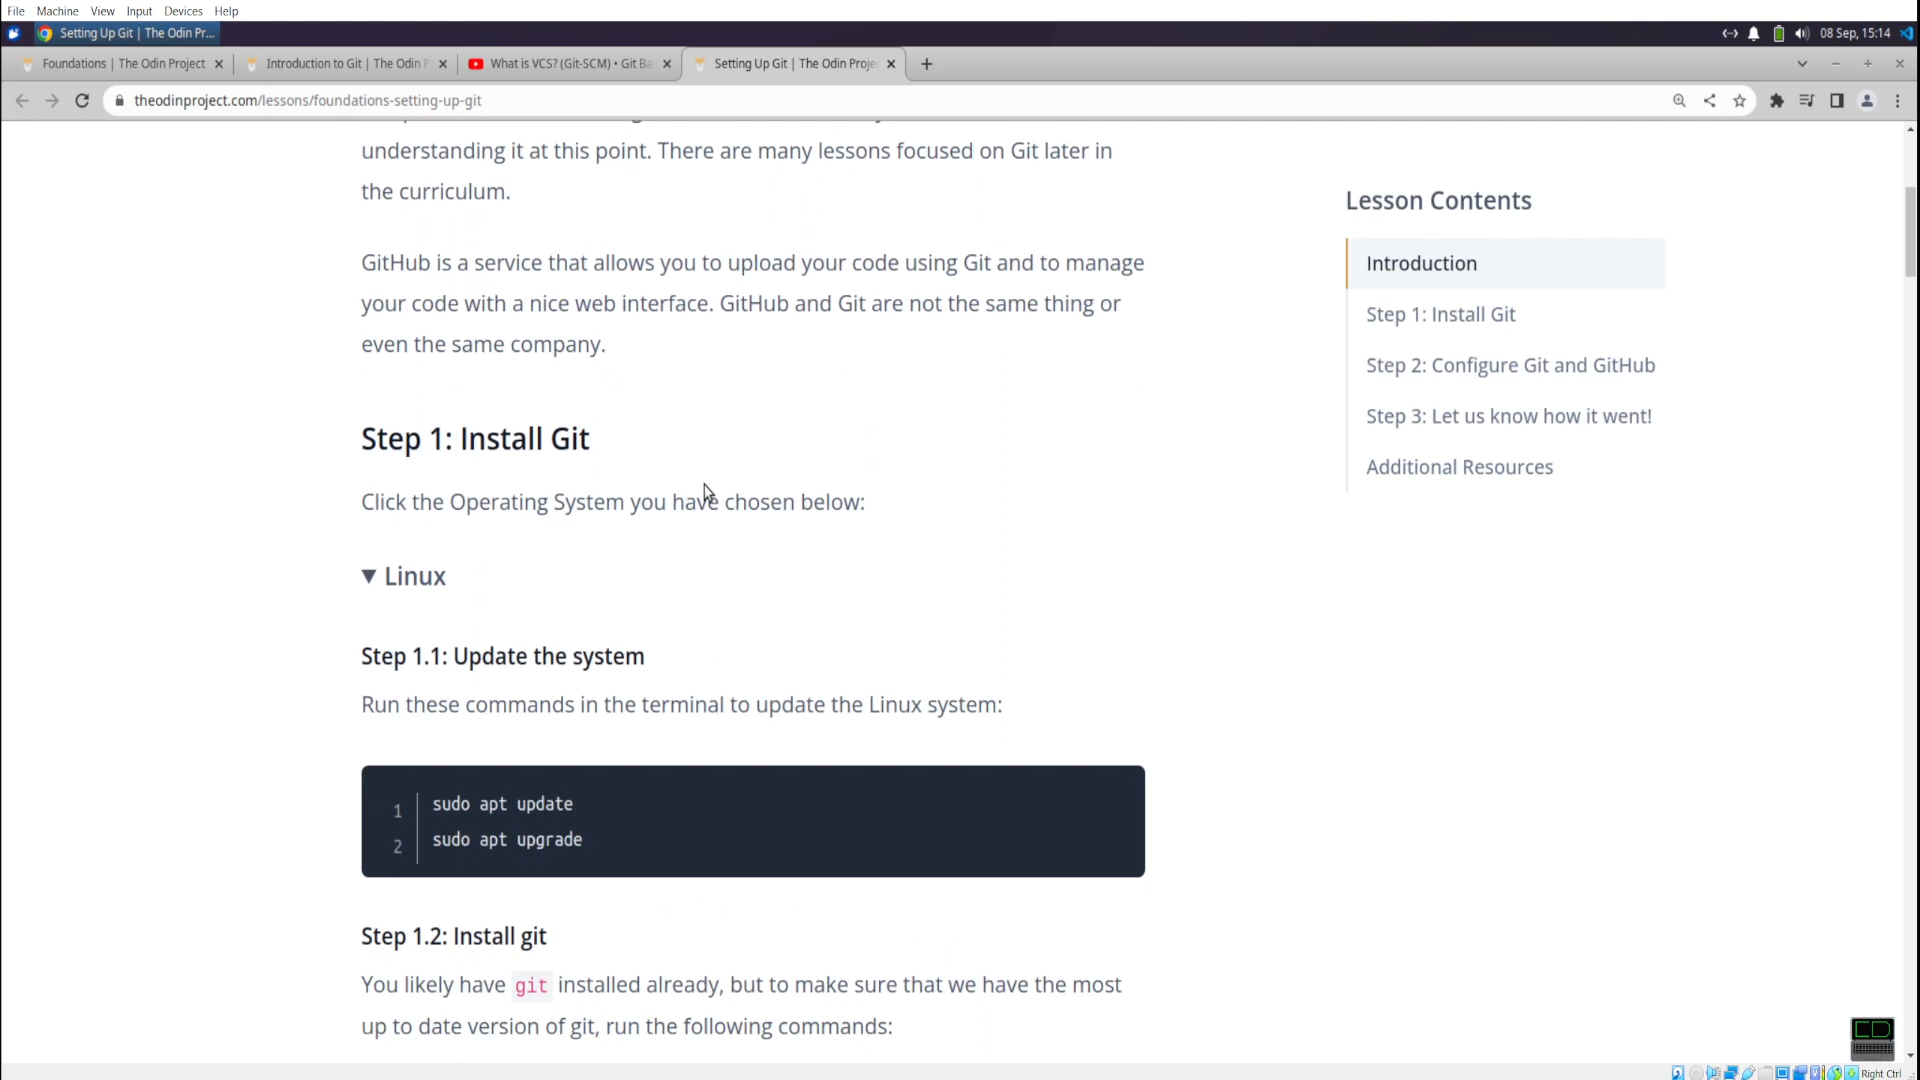 File Machine View Input Devices Help
Setting Up Git | The Odin Pr...
08 Sep, 15:14
Foundations | The Odin Project
Introduction to Git | The Odin P
What is VCS? (Git-SCM) • Git Ba
Setting Up Git | The Odin Proje
theodinproject.com/lessons/foundations-setting-up-git
understanding it at this point. There are many lessons focused on Git later in
the curriculum.
GitHub is a service that allows you to upload your code using Git and to manage
your code with a nice web interface. GitHub and Git are not the same thing or
even the same company.
Step 1: Install Git
Click the Operating System you have chosen below:
▼ Linux
Step 1.1: Update the system
Run these commands in the terminal to update the Linux system:
1 sudo apt update
2 sudo apt upgrade
Step 1.2: Install git
You likely have git installed already, but to make sure that we have the most
up to date version of git, run the following commands:
Lesson Contents
Introduction
Step 1: Install Git
Step 2: Configure Git and GitHub
Step 3: Let us know how it went!
Additional Resources
CD
Right Ctrl